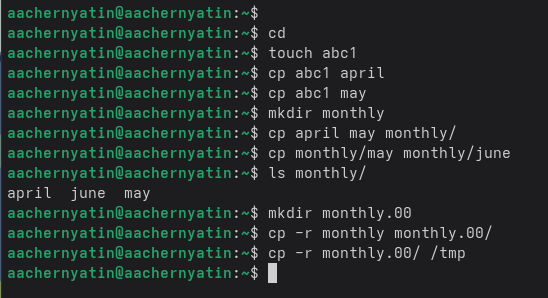 aachernyatin@aachernyatin:~$
aachernyatin@aachernyatin:~$ cd
aachernyatin@aachernyatin:~$ touch abc1
aachernyatin@aachernyatin:~$ cp abc1 april
aachernyatin@aachernyatin:~$ cp abc1 may
aachernyatin@aachernyatin:~$ mkdir monthly
aachernyatin@aachernyatin:~$ cp april may monthly/
aachernyatin@aachernyatin:~$ cp monthly/may monthly/june
aachernyatin@aachernyatin:~$ ls monthly/
april  june  may
aachernyatin@aachernyatin:~$ mkdir monthly.00
aachernyatin@aachernyatin:~$ cp -r monthly monthly.00/
aachernyatin@aachernyatin:~$ cp -r monthly.00/ /tmp
aachernyatin@aachernyatin:~$